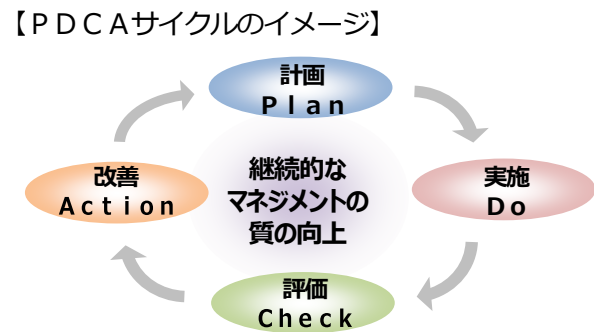 【ＰＤＣＡサイクルのイメージ】
計画
Ｐｌａｎ
改善
Ａｃｔｉｏｎ
継続的な
マネジメントの
質の向上
実施
Ｄｏ
評価
Ｃｈｅｃｋ